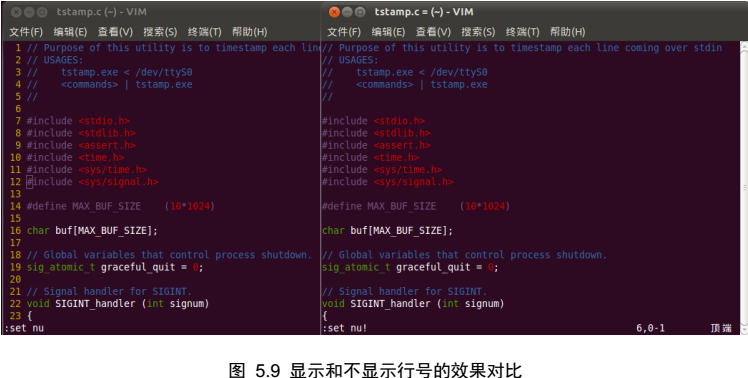 tstamp.c (~) - VIM
文件(F) 编辑(E) 查看(V) 搜索(S) 终端(T) 帮助(H)
1 // Purpose of this utility is to timestamp each line
2 // USAGES:
3 //    tstamp.exe < /dev/ttyS0
4 //    <commands> | tstamp.exe
5 //
6
7 #include <stdio.h>
8 #include <stdlib.h>
9 #include <assert.h>
10 #include <time.h>
11 #include <sys/time.h>
12 #include <sys/signal.h>
13
14 #define MAX_BUF_SIZE    (10*1024)
15
16 char buf[MAX_BUF_SIZE];
17
18 // Global variables that control process shutdown.
19 sig_atomic_t graceful_quit = 0;
20
21 // Signal handler for SIGINT.
22 void SIGINT_handler (int signum)
23 {
:set nu
tstamp.c = (~) - VIM
文件(F) 编辑(E) 查看(V) 搜索(S) 终端(T) 帮助(H)
// Purpose of this utility is to timestamp each line coming over stdin
// USAGES:
//    tstamp.exe < /dev/ttyS0
//    <commands> | tstamp.exe
//
#include <stdio.h>
#include <stdlib.h>
#include <assert.h>
#include <time.h>
#include <sys/time.h>
#include <sys/signal.h>
#define MAX_BUF_SIZE    (10*1024)
char buf[MAX_BUF_SIZE];
// Global variables that control process shutdown.
sig_atomic_t graceful_quit = 0;
// Signal handler for SIGINT.
void SIGINT_handler (int signum)
{
:set nu! 6,0-1 顶端
图 5.9 显示和不显示行号的效果对比